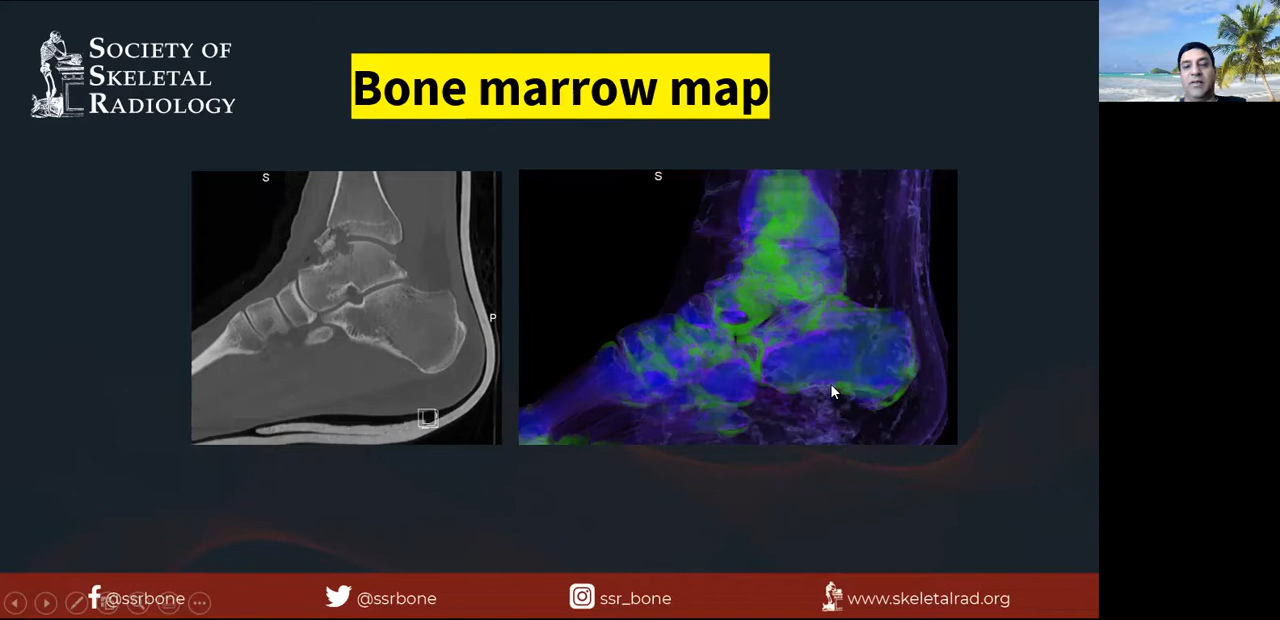 SOCIETY OF
SKELETAL
RADIOLOGY
Bone marrow map
S
S
P
L
@ssrbone
@ssrbone
ssr_bone
www.skeletalrad.org